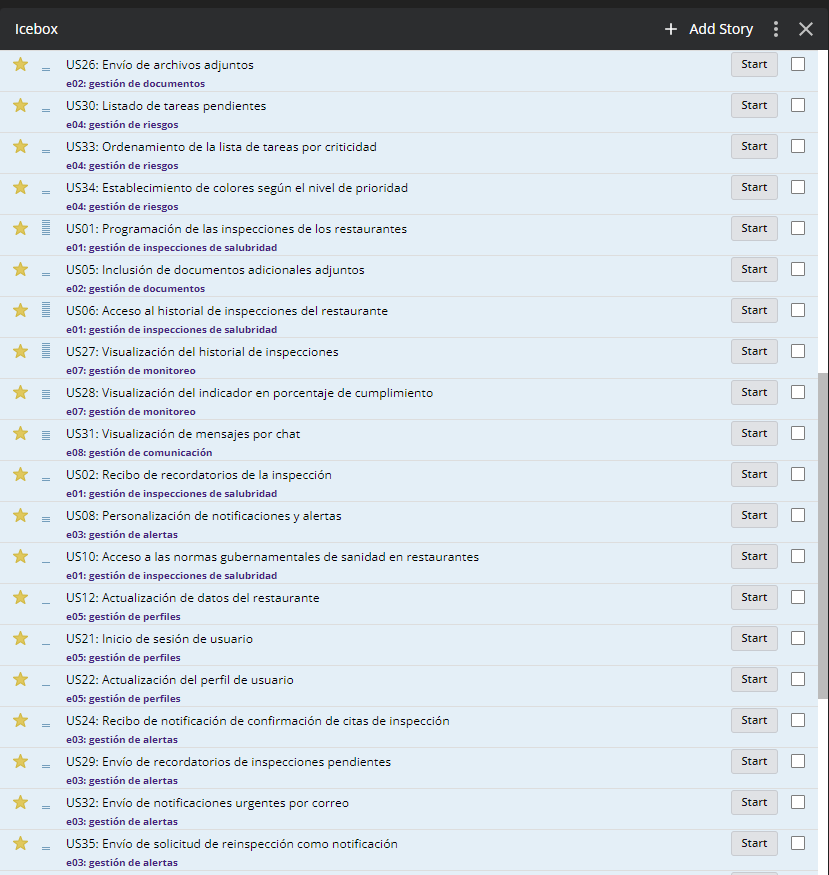 Icebox + Add Story
US26: Envío de archivos adjuntos Start
e02: gestión de documentos
US30: Listado de tareas pendientes Start
e04: gestión de riesgos
US33: Ordenamiento de la lista de tareas por criticidad Start
e04: gestión de riesgos
US34: Establecimiento de colores según el nivel de prioridad Start
e04: gestión de riesgos
US01: Programación de las inspecciones de los restaurantes Start
e01: gestión de inspecciones de salubridad
US05: Inclusión de documentos adicionales adjuntos Start
e02: gestión de documentos
US06: Acceso al historial de inspecciones del restaurante Start
e01: gestión de inspecciones de salubridad
US27: Visualización del historial de inspecciones Start
e07: gestión de monitoreo
US28: Visualización del indicador en porcentaje de cumplimiento Start
e07: gestión de monitoreo
US31: Visualización de mensajes por chat Start
e08: gestión de comunicación
US02: Recibo de recordatorios de la inspección Start
e01: gestión de inspecciones de salubridad
US08: Personalización de notificaciones y alertas Start
e03: gestión de alertas
US10: Acceso a las normas gubernamentales de sanidad en restaurantes Start
e01: gestión de inspecciones de salubridad
US12: Actualización de datos del restaurante Start
e05: gestión de perfiles
US21: Inicio de sesión de usuario Start
e05: gestión de perfiles
US22: Actualización del perfil de usuario Start
e05: gestión de perfiles
US24: Recibo de notificación de confirmación de citas de inspección Start
e03: gestión de alertas
US29: Envío de recordatorios de inspecciones pendientes Start
e03: gestión de alertas
US32: Envío de notificaciones urgentes por correo Start
e03: gestión de alertas
US35: Envío de solicitud de reinspección como notificación Start
e03: gestión de alertas